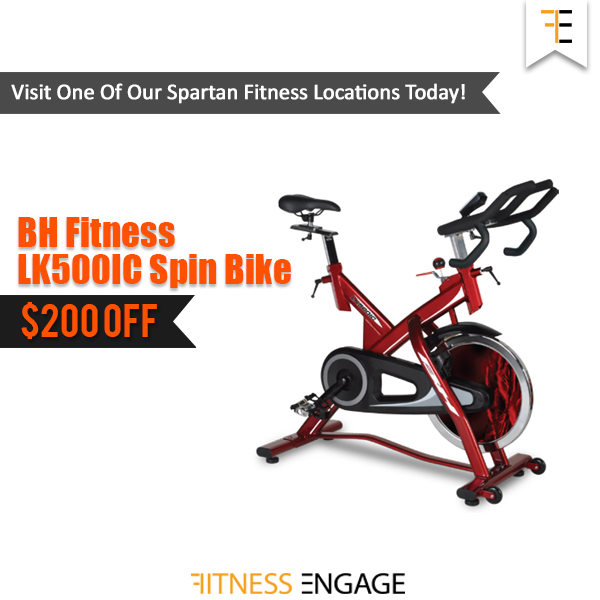 FE
Visit One Of Our Spartan Fitness Locations Today!
BH Fitness
LK500IC Spin Bike
$200 OFF
FITNESS ENGAGE